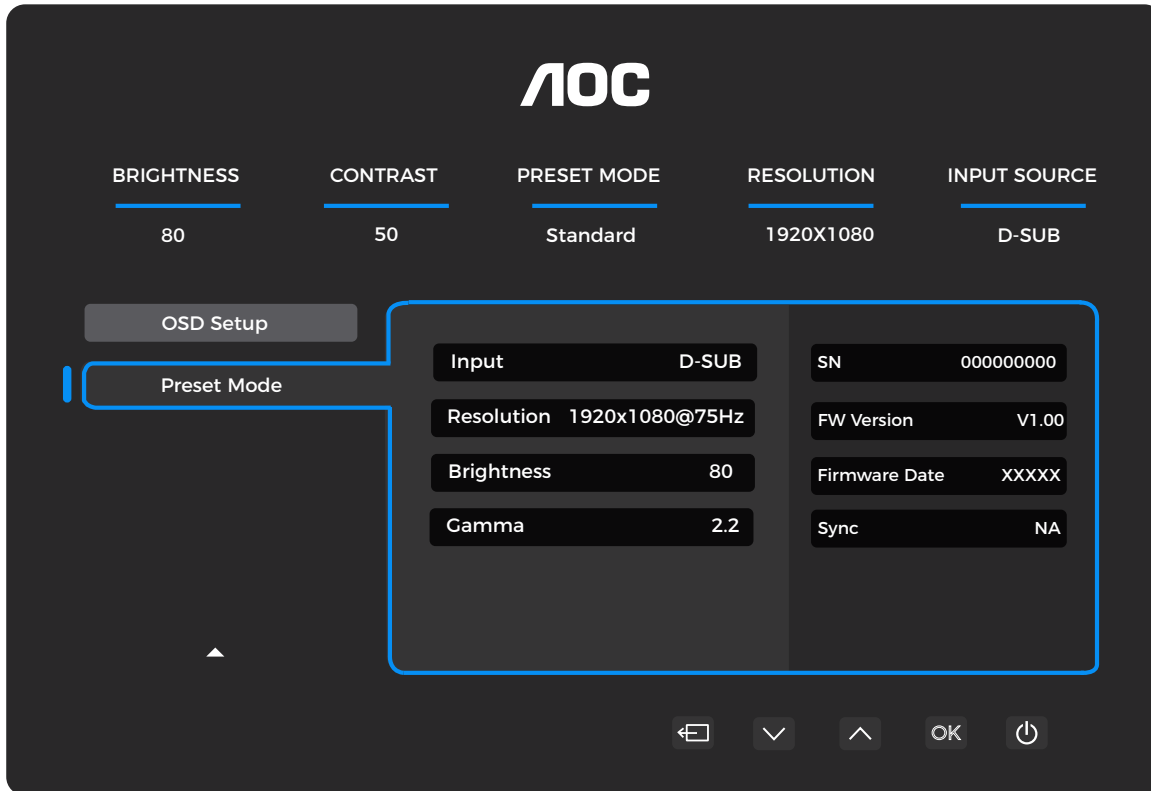 AOC
BRIGHTNESS CONTRAST PRESET MODE RESOLUTION INPUT SOURCE
80 50 Standard 1920X1080 D-SUB
OSD Setup
Preset Mode
Input D-SUB
Resolution 1920x1080@75Hz
Brightness 80
Gamma 2.2
SN 000000000
FW Version V1.00
Firmware Date XXXXX
Sync NA
OK